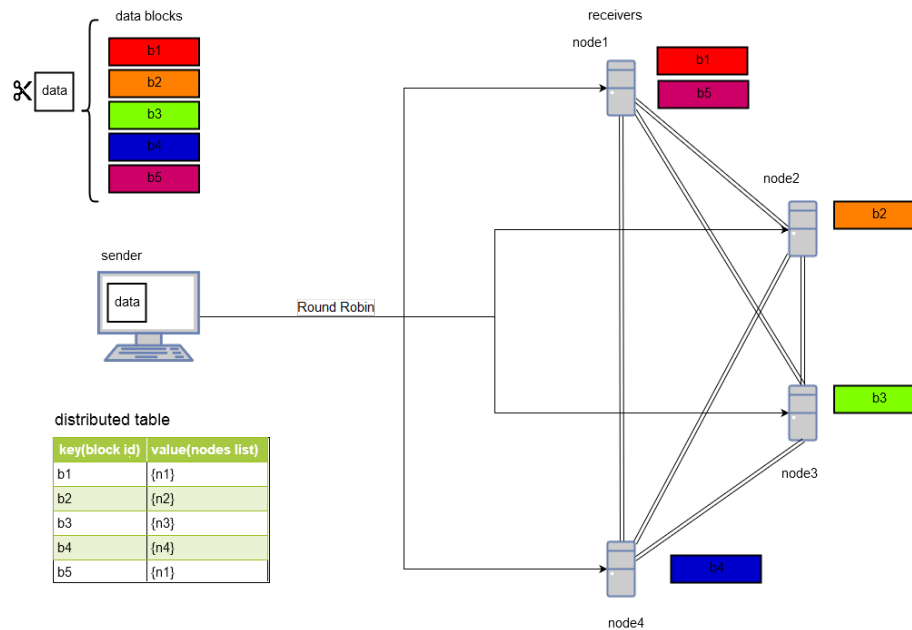 data blocks
data
b1
b2
b3
b4
b5
receivers
node1
b1
b5
node2
b2
sender
data
Round Robin
node3
b3
node4
b4
distributed table
key(block id) value(nodes list)
b1 {n1}
b2 {n2}
b3 {n3}
b4 {n4}
b5 {n1}